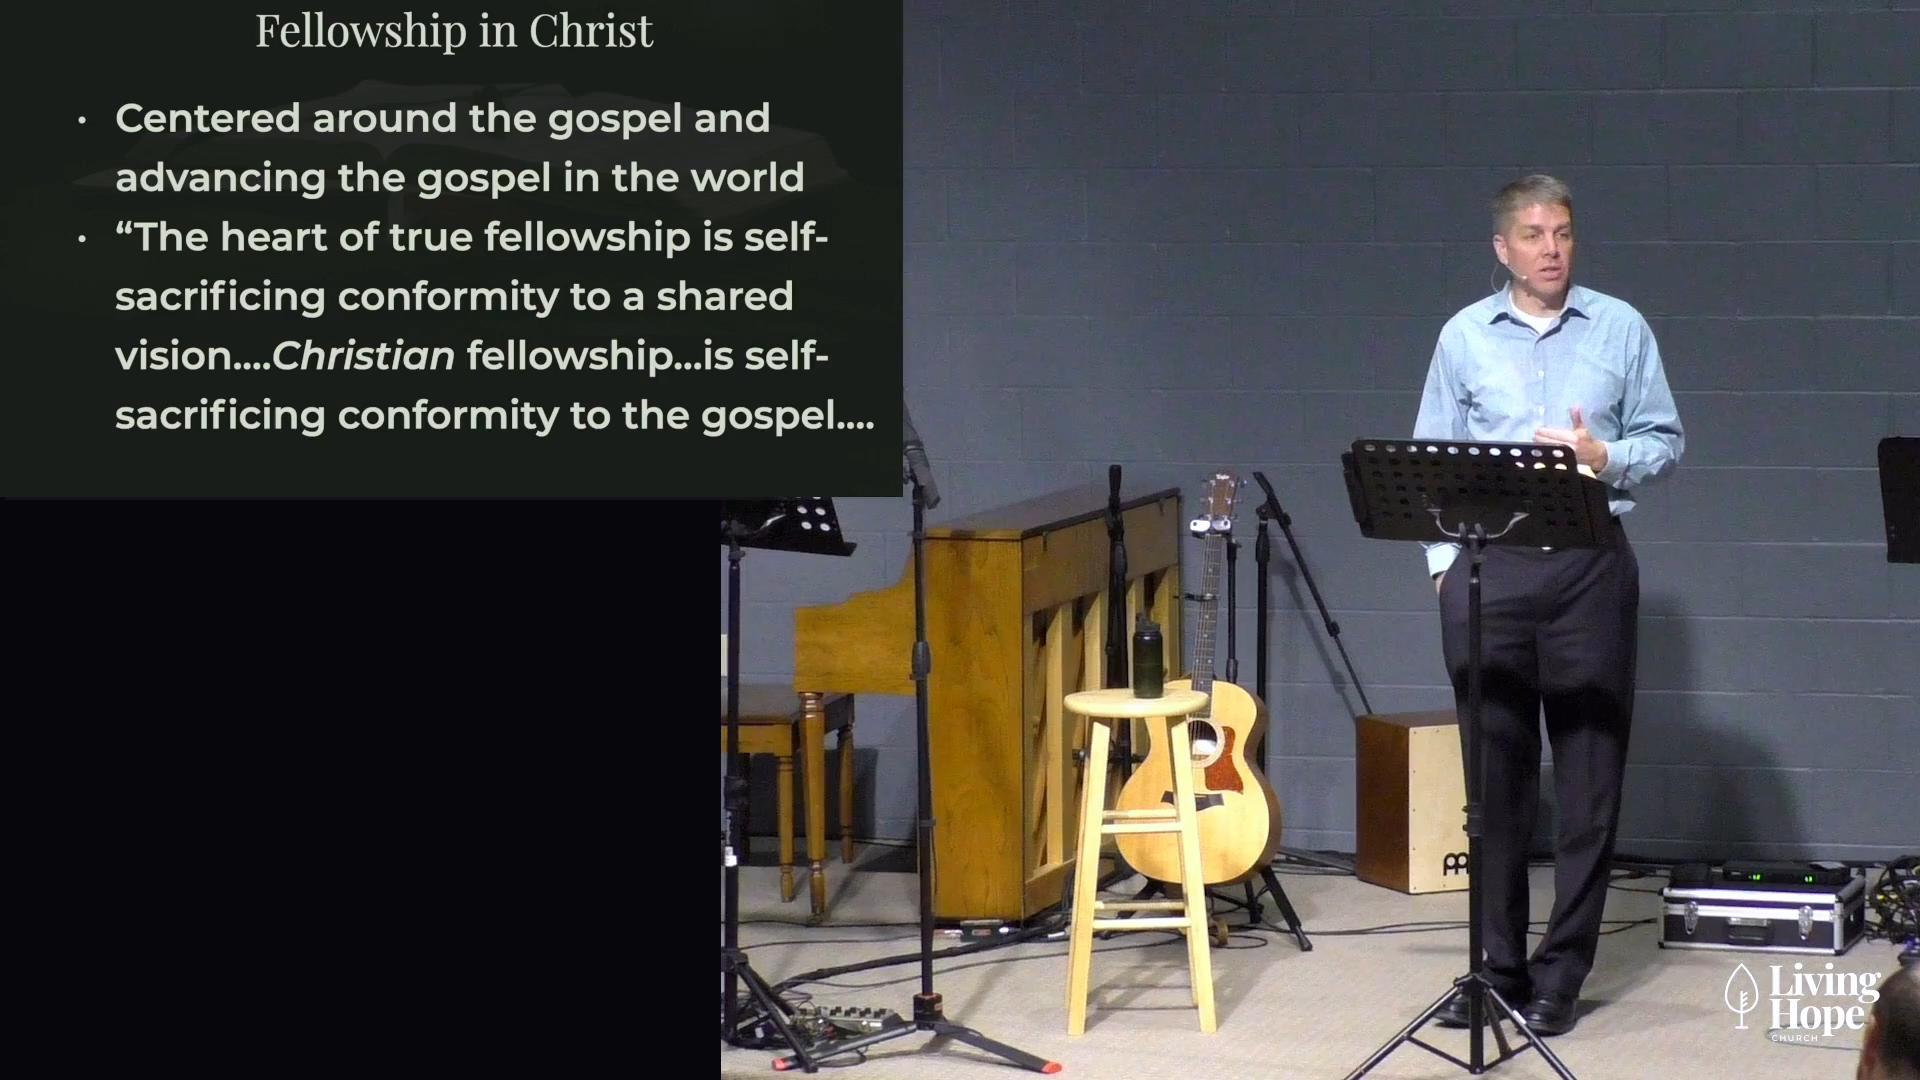 Fellowship in Christ
• Centered around the gospel and
advancing the gospel in the world
• “The heart of true fellowship is self-
sacrificing conformity to a shared
vision....Christian fellowship...is self-
sacrificing conformity to the gospel....
Taylor
Living
Hope
CHURCH